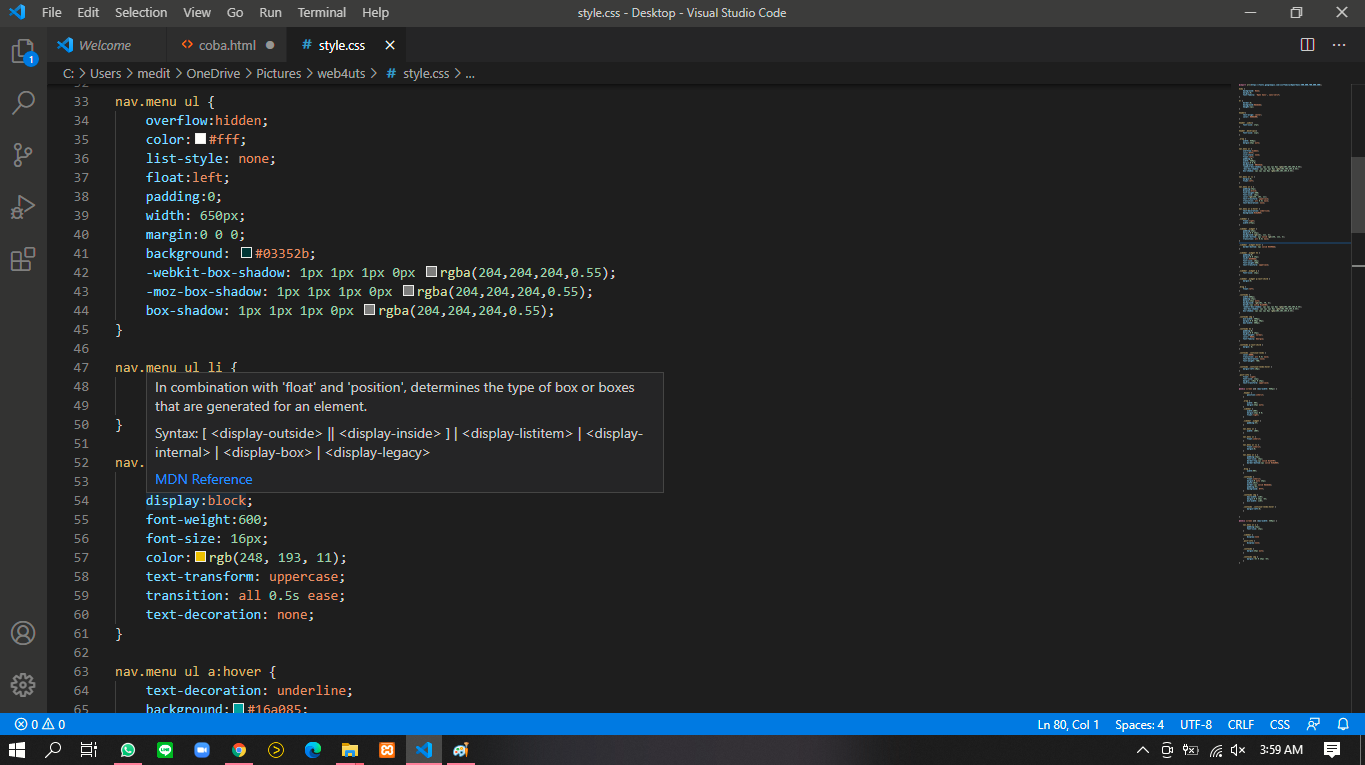 File Edit Selection View Go Run Terminal Help
style.css - Desktop - Visual Studio Code
1
Welcome
<> coba.html
# style.css
C: > Users > medit > OneDrive > Pictures > web4uts > # style.css > ...
33 nav.menu ul {
34 overflow:hidden;
35 color:#fff;
36 list-style: none;
37 float:left;
38 padding:0;
39 width: 650px;
40 margin:0 0 0;
41 background: #03352b;
42 -webkit-box-shadow: 1px 1px 1px 0px rgba(204,204,204,0.55);
43 -moz-box-shadow: 1px 1px 1px 0px rgba(204,204,204,0.55);
44 box-shadow: 1px 1px 1px 0px rgba(204,204,204,0.55);
45 }
46
47 nav.menu ul li {
48
49
50 }
51
52 nav.
53
In combination with 'float' and 'position', determines the type of box or boxes
that are generated for an element.
Syntax: [ <display-outside> || <display-inside> ] | <display-listitem> | <display-
internal> | <display-box> | <display-legacy>
MDN Reference
54 display:block;
55 font-weight:600;
56 font-size: 16px;
57 color:rgb(248, 193, 11);
58 text-transform: uppercase;
59 transition: all 0.5s ease;
60 text-decoration: none;
61 }
62
63 nav.menu ul a:hover {
64 text-decoration: underline;
65 background:#16a085;
0 0
Ln 80, Col 1 Spaces: 4 UTF-8 CRLF CSS
3:59 AM